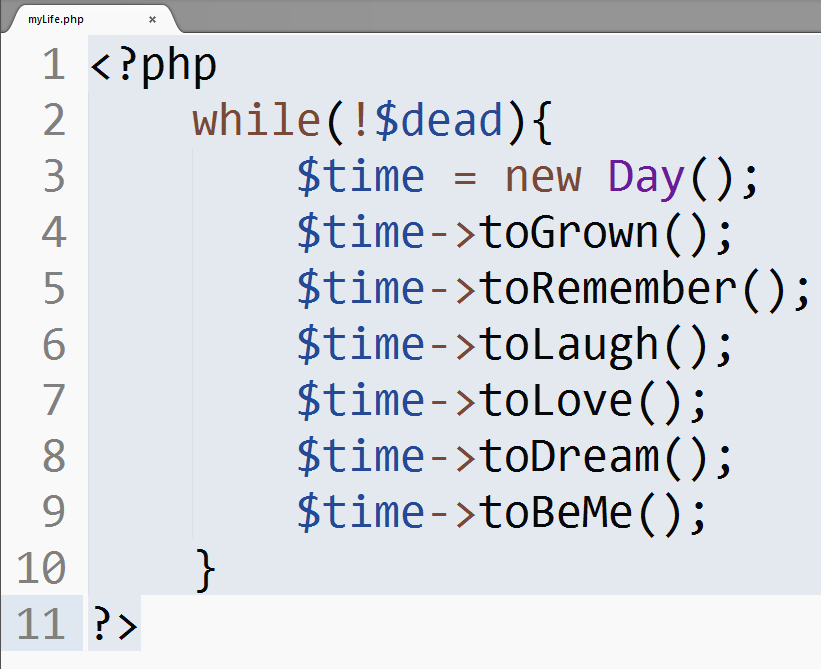 myLife.php ×
1 <?php
2     while(!$dead){
3         $time = new Day();
4         $time->toGrown();
5         $time->toRemember();
6         $time->toLaugh();
7         $time->toLove();
8         $time->toDream();
9         $time->toBeMe();
10     }
11 ?>